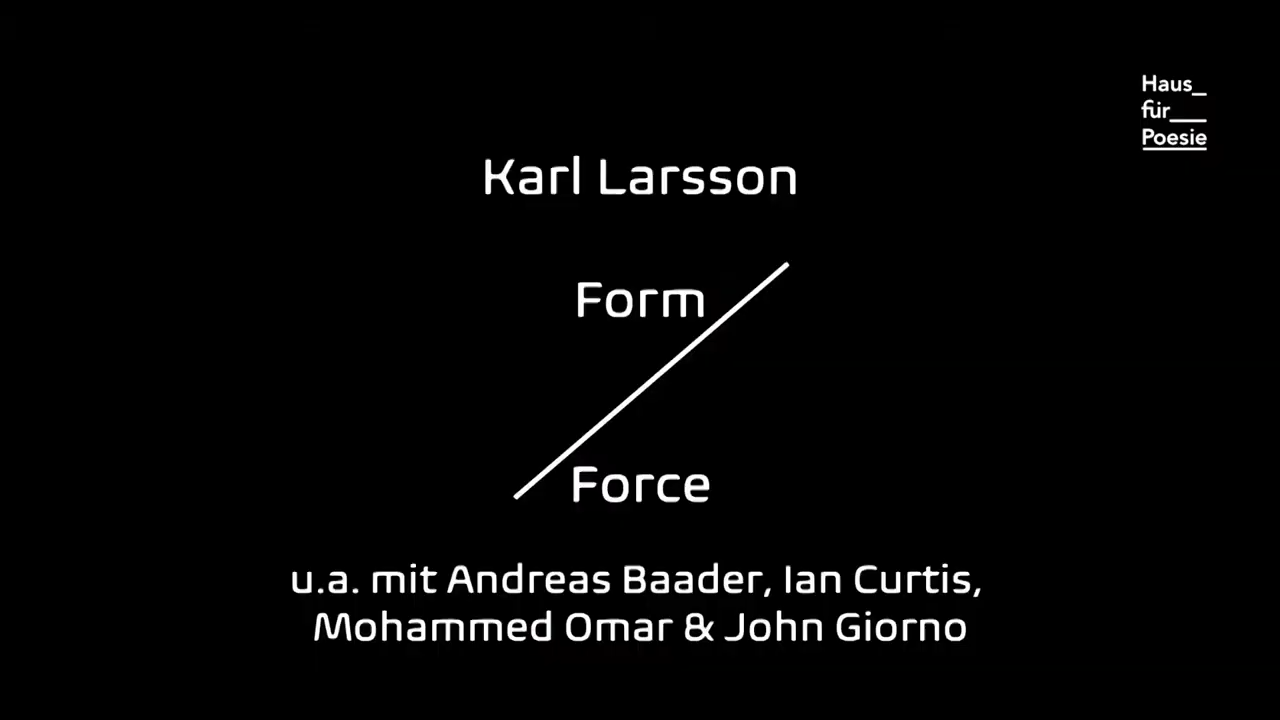 Haus_
für___
Poesie
Karl Larsson
Form
Force
u.a. mit Andreas Baader, Ian Curtis,
Mohammed Omar & John Giorno